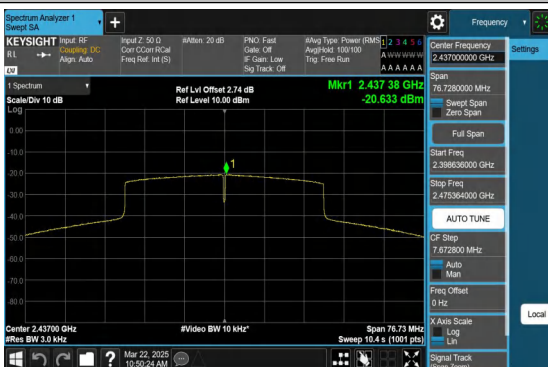 Spectrum Analyzer 1
Swept SA
Frequency
KEYSIGHT
RL
Input: RF
Coupling: DC
Align: Auto
Input Z: 50 Ω
Corr CCorr RCal
Freq Ref: Int (S)
#Atten: 20 dB
PNO: Fast
Gate: Off
IF Gain: Low
Sig Track: Off
#Avg Type: Power (RMS
Avg|Hold: 100/100
Trig: Free Run
1 2 3 4 5 6
A W W W W W
A A A A A A
1 Spectrum
Scale/Div 10 dB
Log
Ref Lvl Offset 2.74 dB
Ref Level 10.00 dBm
Mkr1 2.437 38 GHz
-20.633 dBm
0.00
-10.0
-20.0
-30.0
-40.0
-50.0
-60.0
-70.0
-80.0
1
Center 2.43700 GHz
#Res BW 3.0 kHz
#Video BW 10 kHz*
Span 76.73 MHz
Sweep 10.4 s (1001 pts)
Mar 22, 2025
10:50:24 AM
Center Frequency
2.437000000 GHz
Settings
Span
76.7280000 MHz
Swept Span
Zero Span
Full Span
Start Freq
2.398636000 GHz
Stop Freq
2.475364000 GHz
AUTO TUNE
CF Step
7.672800 MHz
Auto
Man
Freq Offset
0 Hz
X Axis Scale
Log
Lin
Local
Signal Track
(Span Zoom)